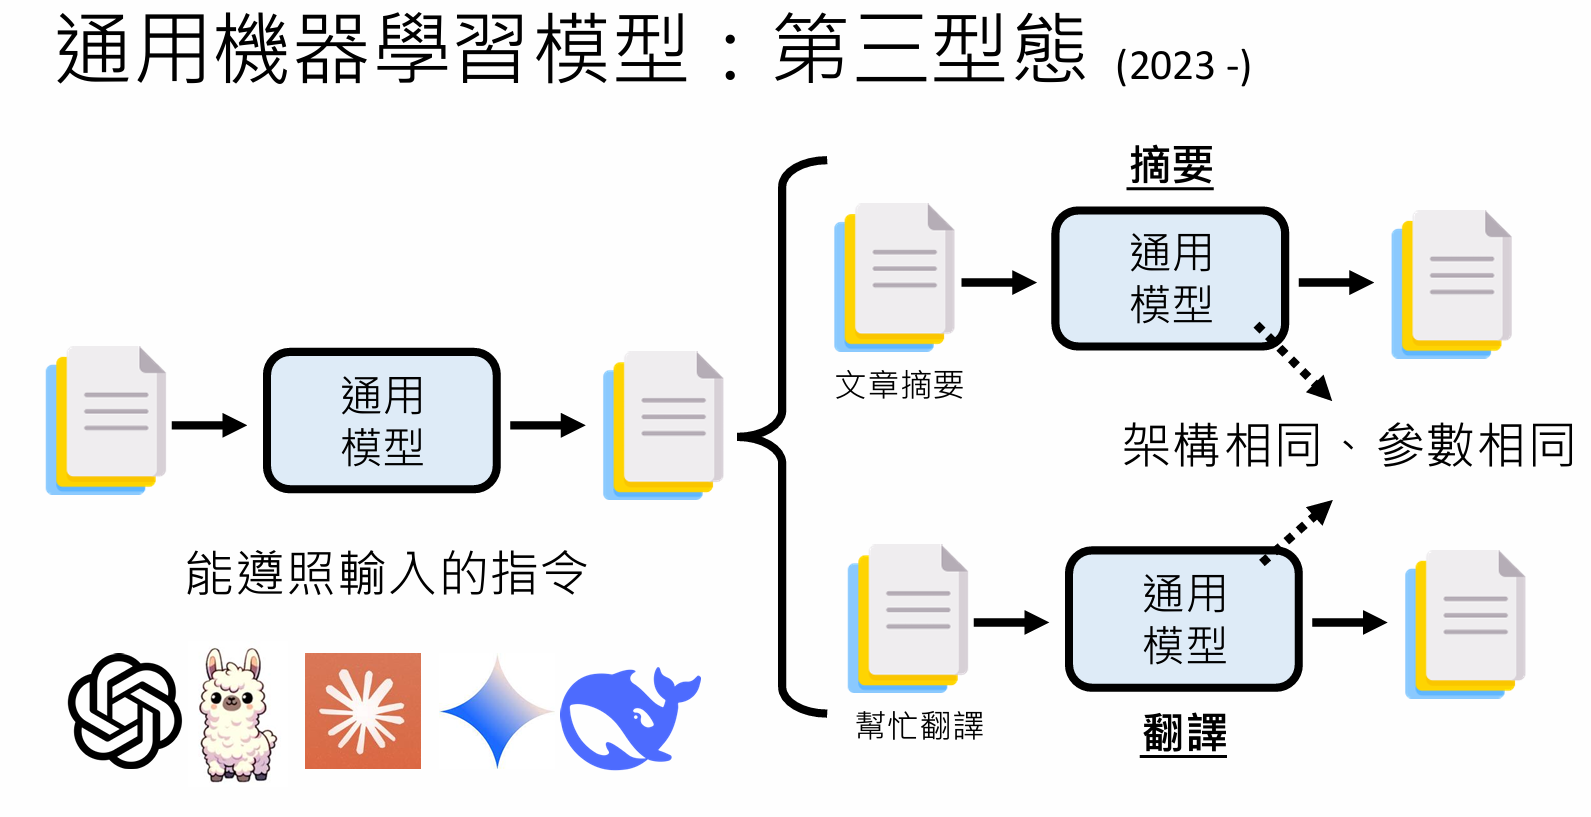 通用機器學習模型：第三型態 (2023 -)
摘要
通用
模型
文章摘要
通用
模型
架構相同、參數相同
能遵照輸入的指令
通用
模型
幫忙翻譯
翻譯